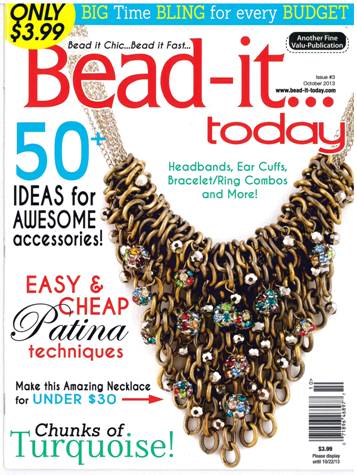 ONLY
$3.99
BIG Time BLING for every BUDGET
Bead it Chic...Bead it Fast...
Another Fine
Valu-Publication
Bead-it...
today
Issue #3
October 2013
www.bead-it-today.com
50+
IDEAS for
AWESOME
accessories!
Headbands, Ear Cuffs,
Bracelet/Ring Combos
and More!
EASY &
CHEAP
Patina
techniques
Make this Amazing Necklace
for UNDER $30
Chunks of
Turquoise!
$3.99
Please display
until 10/22/13